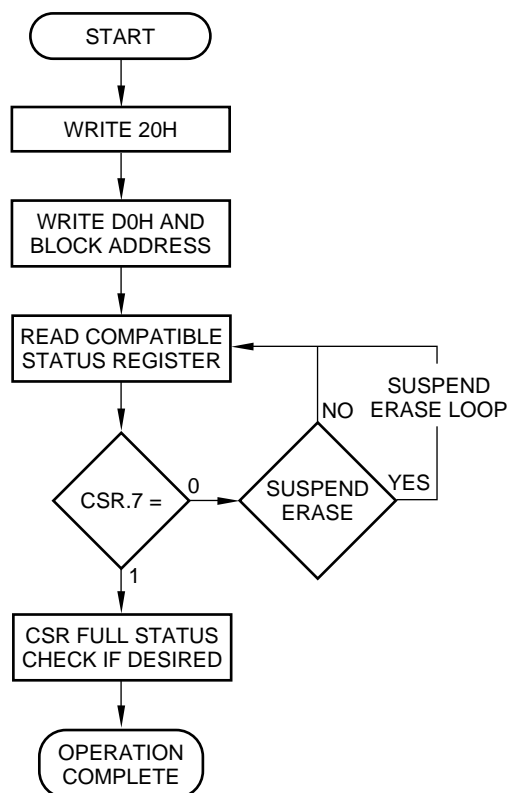 START
WRITE 20H
WRITE D0H AND
BLOCK ADDRESS
READ COMPATIBLE
STATUS REGISTER
SUSPEND
ERASE LOOP
NO
CSR.7 =
0
SUSPEND
ERASE
YES
1
CSR FULL STATUS
CHECK IF DESIRED
OPERATION
COMPLETE